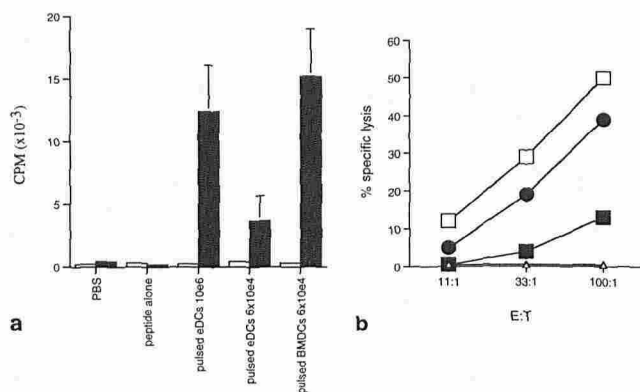 20
15
10
5
0
CPM (x10-3)
PBS
peptide alone
pulsed eDCs 10e6
pulsed eDCs 6x10e4
pulsed BMDCs 6x10e4
a
60
50
40
30
20
10
0
% specific lysis
11:1
33:1
100:1
E:T
b